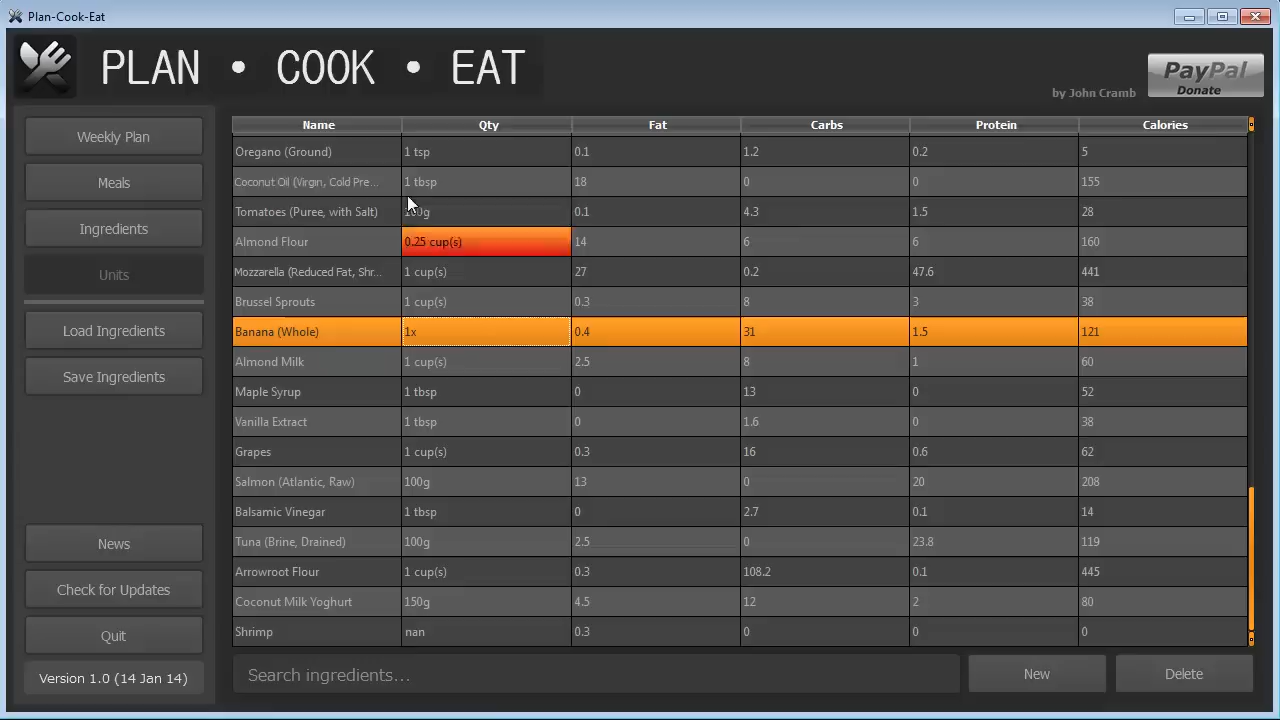 Plan-Cook-Eat
PLAN • COOK • EAT
PayPal
Donate
by John Cramb
Weekly Plan
Meals
Ingredients
Units
Load Ingredients
Save Ingredients
News
Check for Updates
Quit
Version 1.0 (14 Jan 14)
Name Qty Fat Carbs Protein Calories
Oregano (Ground) 1 tsp 0.1 1.2 0.2 5
Coconut Oil (Virgin, Cold Pre... 1 tbsp 18 0 0 155
Tomatoes (Puree, with Salt) 0.1 4.3 1.5 28
Almond Flour 0.25 cup(s) 14 6 6 160
Mozzarella (Reduced Fat, Shr... 1 cup(s) 27 0.2 47.6 441
Brussel Sprouts 1 cup(s) 0.3 8 3 38
Banana (Whole) 1x 0.4 31 1.5 121
Almond Milk 1 cup(s) 2.5 8 1 60
Maple Syrup 1 tbsp 0 13 0 52
Vanilla Extract 1 tbsp 0 1.6 0 38
Grapes 1 cup(s) 0.3 16 0.6 62
Salmon (Atlantic, Raw) 100g 13 0 20 208
Balsamic Vinegar 1 tbsp 0 2.7 0.1 14
Tuna (Brine, Drained) 100g 2.5 0 23.8 119
Arrowroot Flour 1 cup(s) 0.3 108.2 0.1 445
Coconut Milk Yoghurt 150g 4.5 12 2 80
Shrimp nan 0.3 0 0 0
Search ingredients...
New
Delete